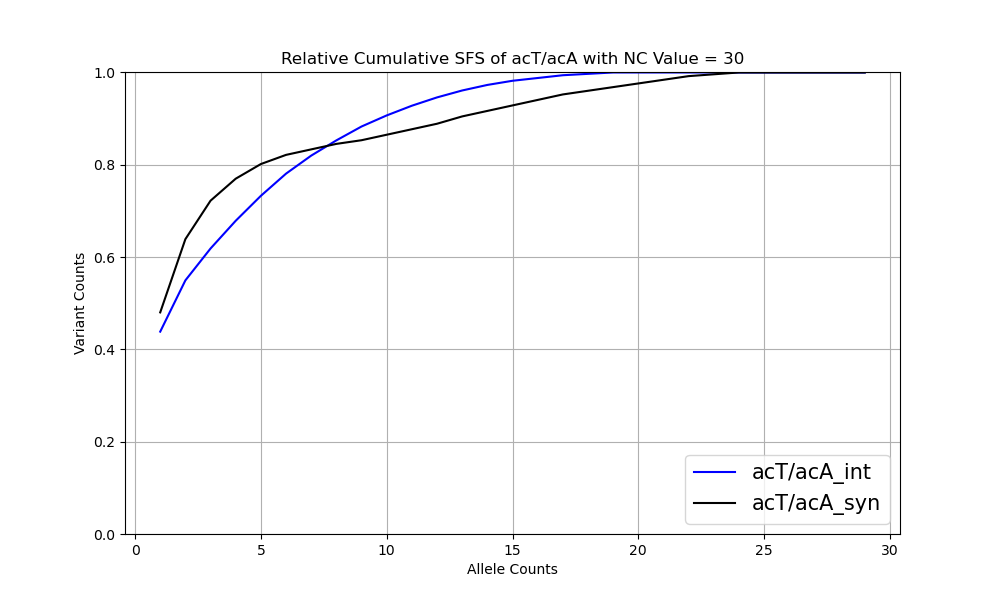 Relative Cumulative SFS of acT/acA with NC Value = 30
1.0
0.8
0.6
0.4
0.2
0.0
Variant Counts
0 5 10 15 20 25 30
Allele Counts
acT/acA_int
acT/acA_syn